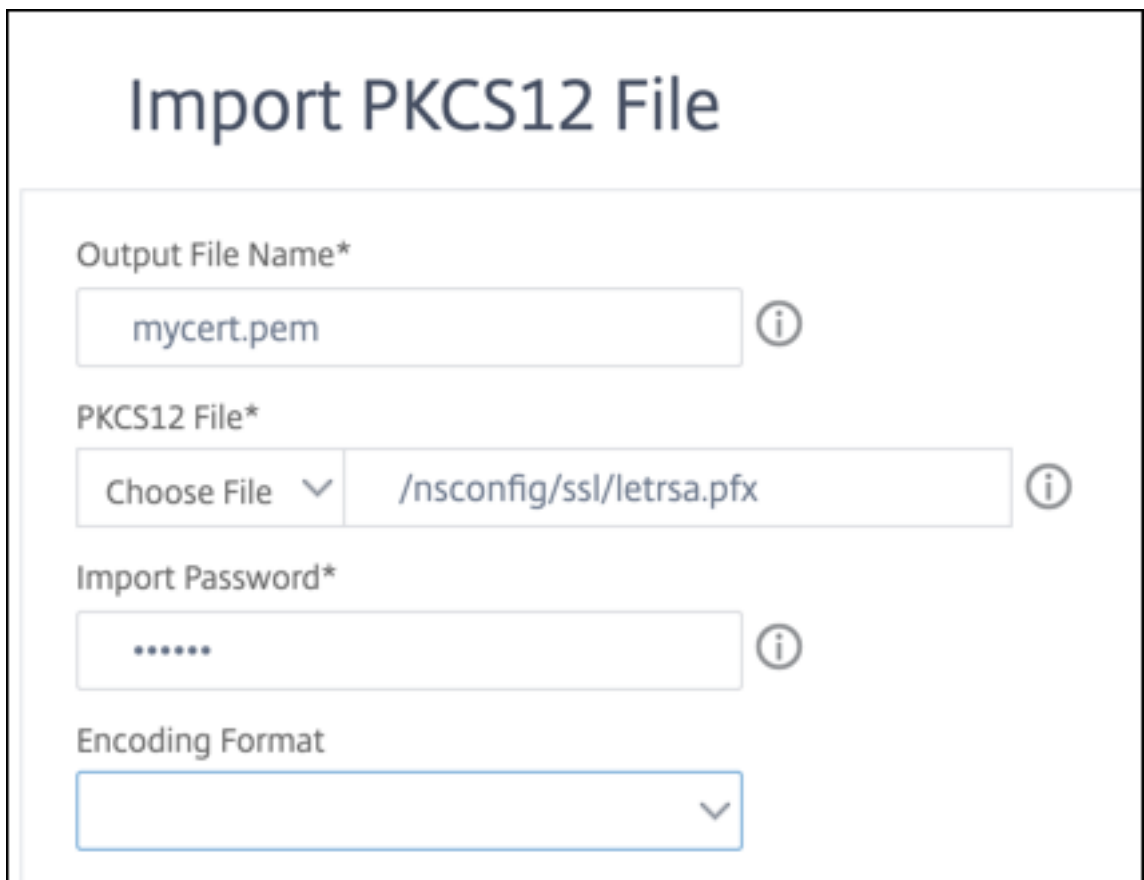 Import PKCS12 File
Output File Name*
mycert.pem
PKCS12 File*
Choose File
/nsconfig/ssl/letrsa.pfx
Import Password*
••••••
Encoding Format